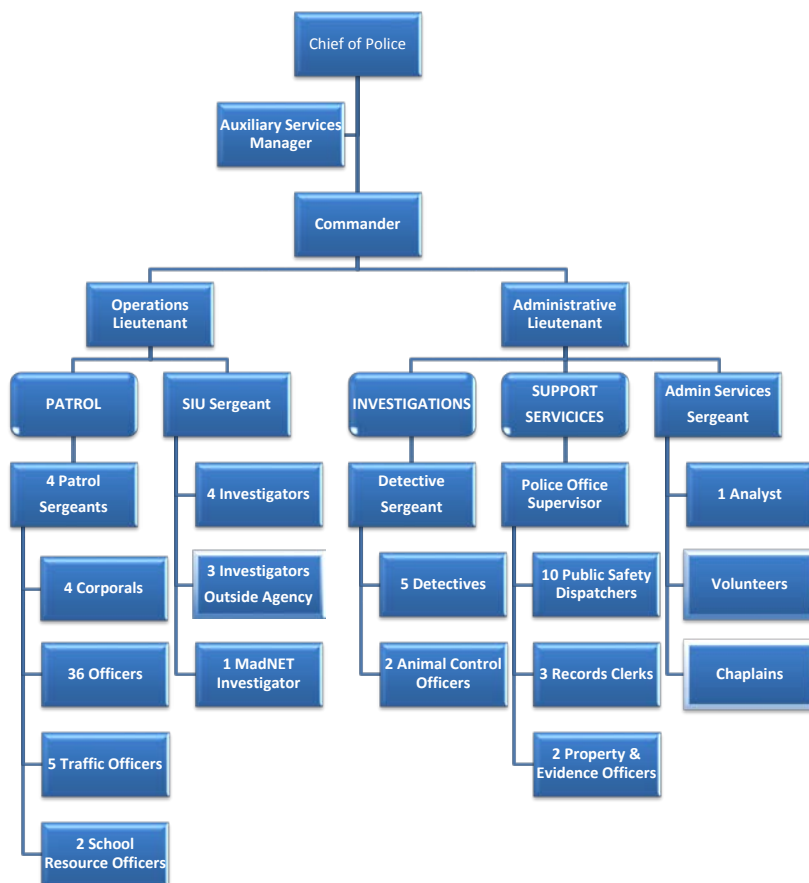 Chief of Police
Auxiliary Services
Manager
Commander
Operations
Lieutenant
Administrative
Lieutenant
PATROL
SIU Sergeant
INVESTIGATIONS
SUPPORT
SERVICICES
Admin Services
Sergeant
4 Patrol
Sergeants
4 Investigators
Detective
Sergeant
Police Office
Supervisor
1 Analyst
4 Corporals
3 Investigators
Outside Agency
5 Detectives
10 Public Safety
Dispatchers
Volunteers
36 Officers
1 MadNET
Investigator
2 Animal Control
Officers
3 Records Clerks
Chaplains
5 Traffic Officers
2 Property &
Evidence Officers
2 School
Resource Officers